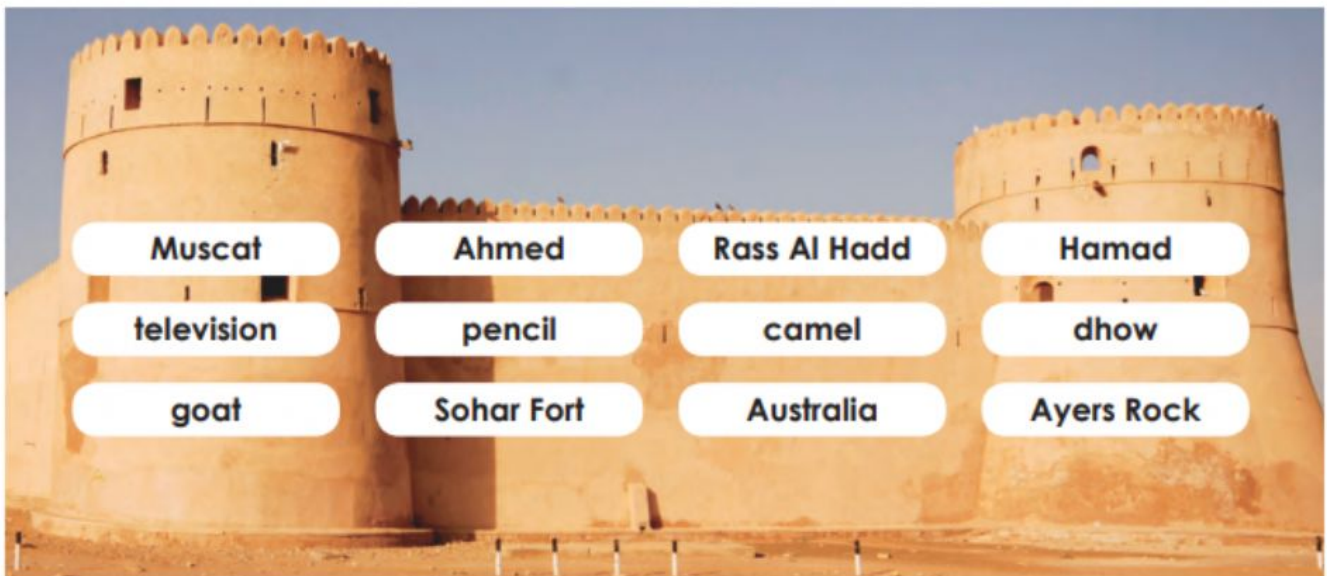 Muscat Ahmed Rass Al Hadd Hamad
television pencil camel dhow
goat Sohar Fort Australia Ayers Rock